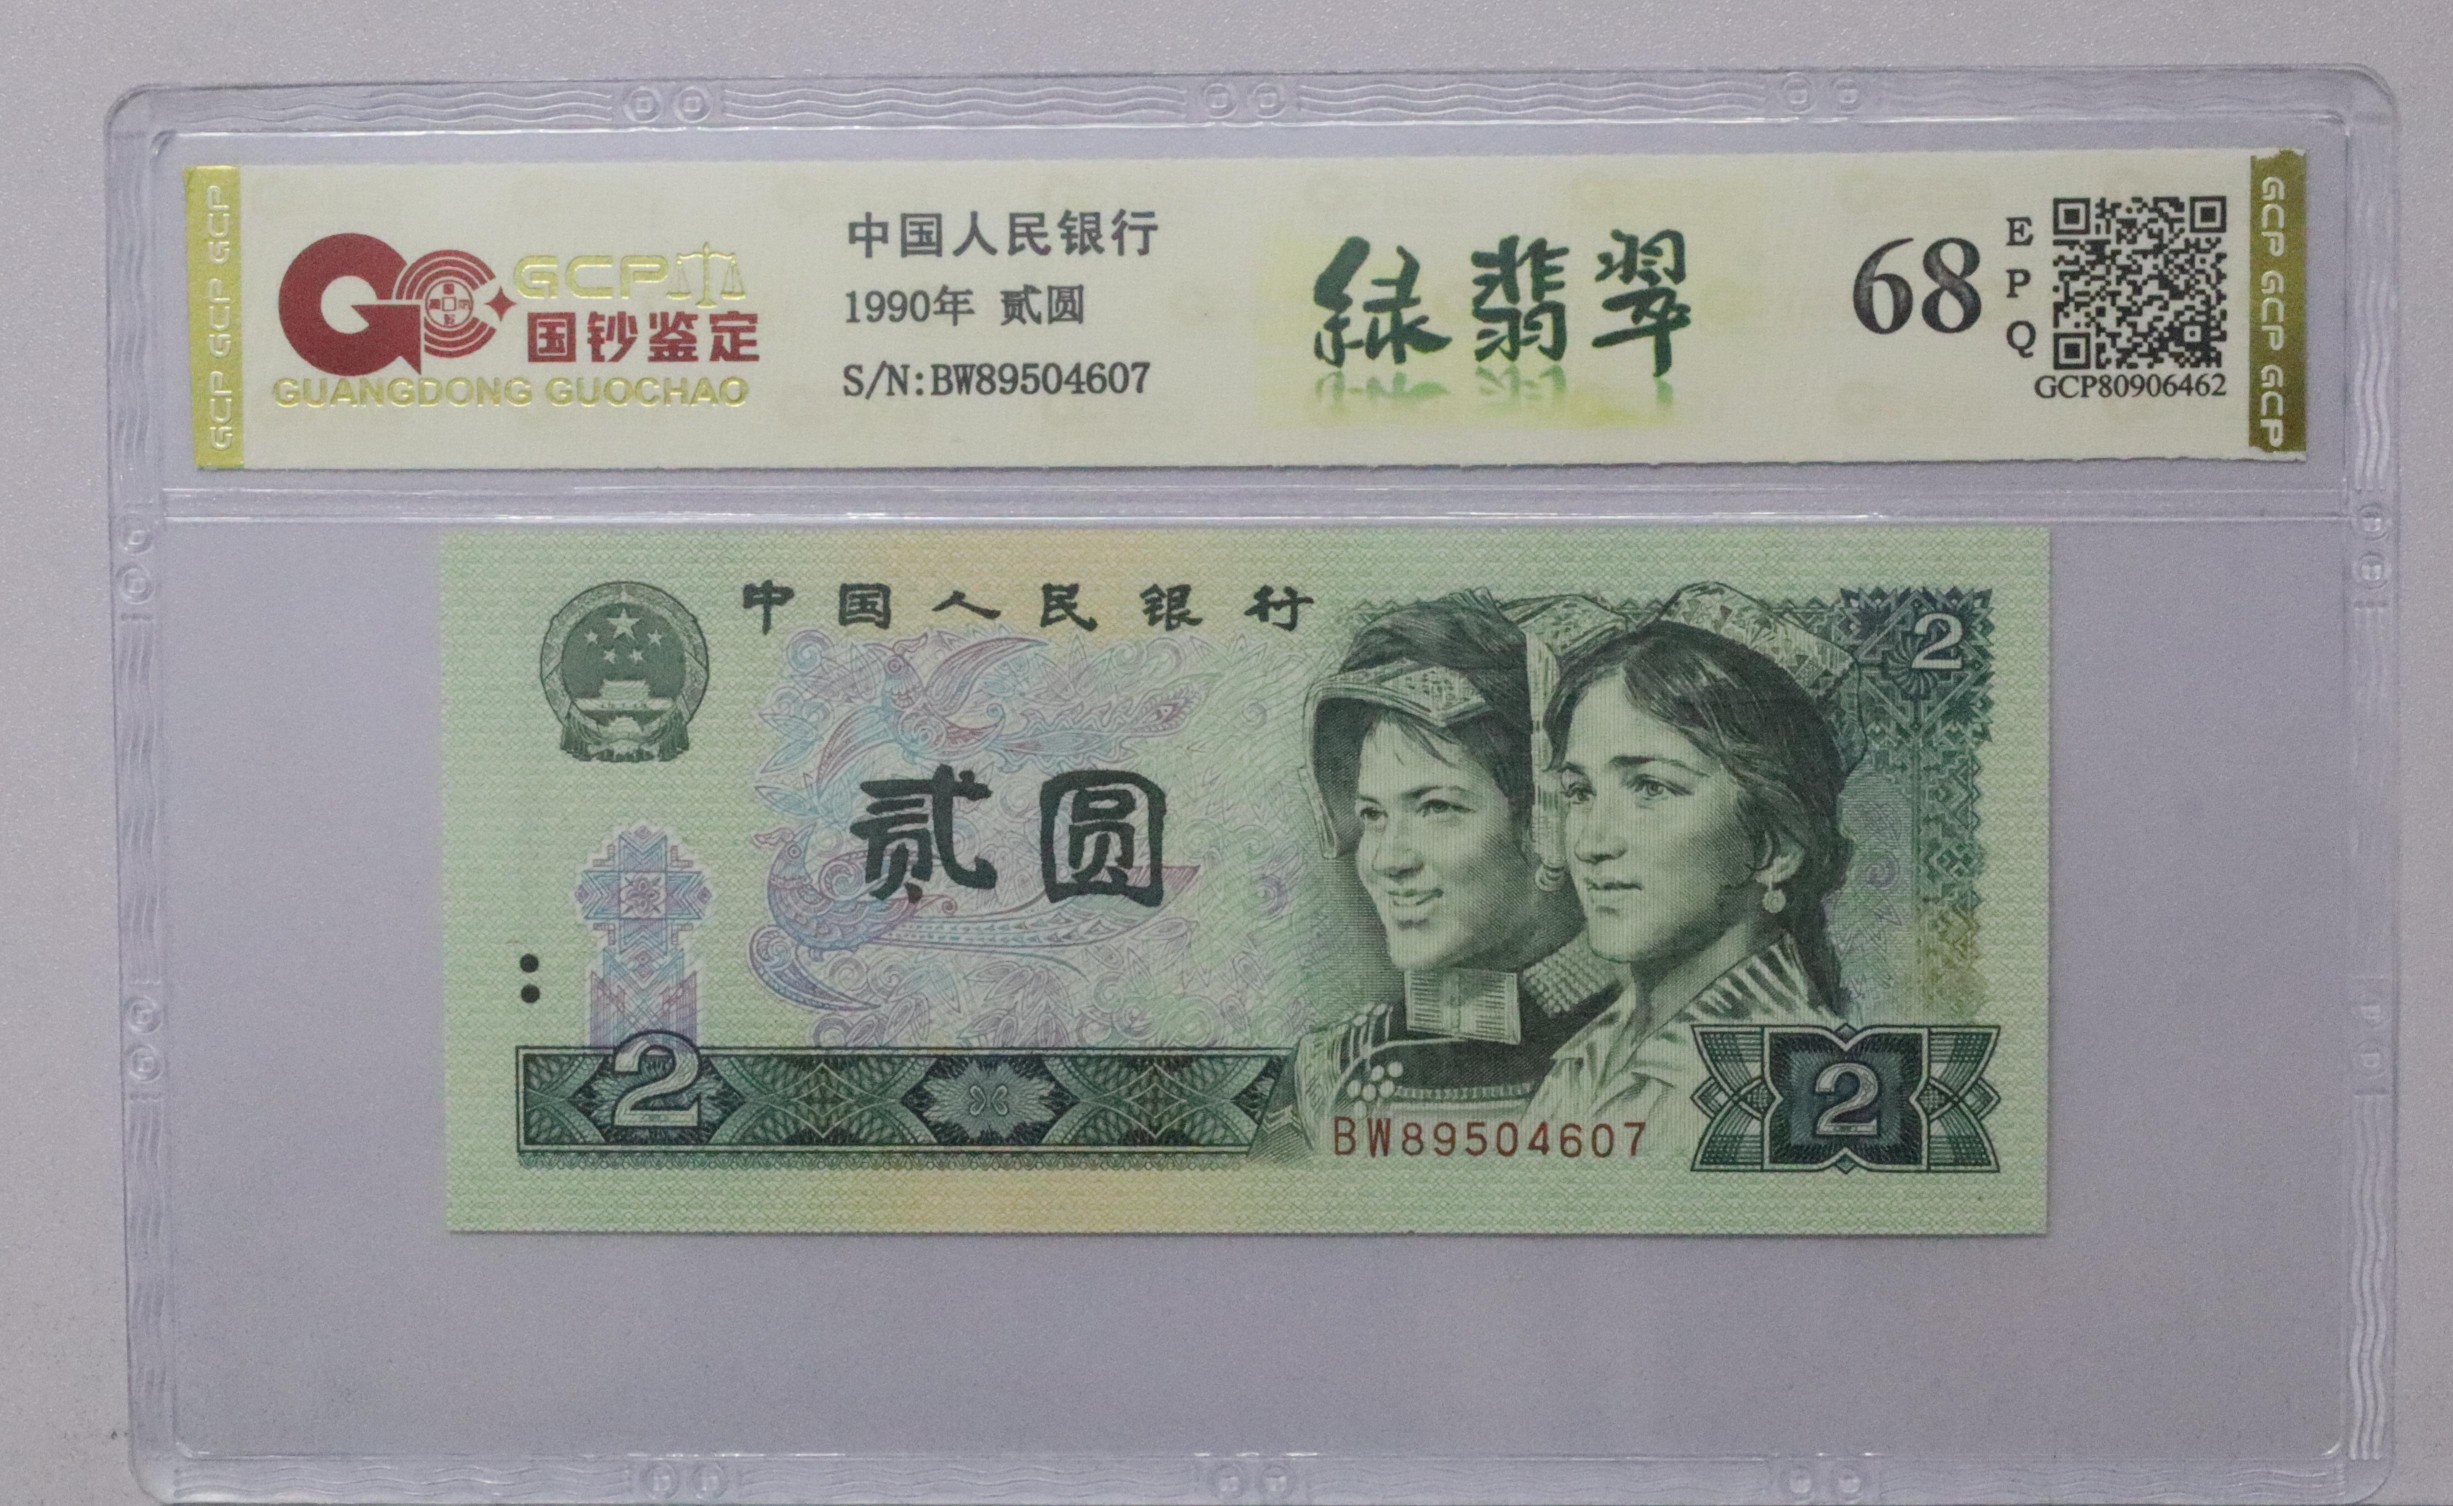 GCP GCP GCP
GCP
国钞鉴定
GUANGDONG GUOCHAO
中国人民银行
1990年 贰圆
S/N:BW89504607
绿翡翠
68
E
P
Q
GCP80906462
GCP GCP GCP
中国人民银行
2
贰圆
2
BW89504607
2